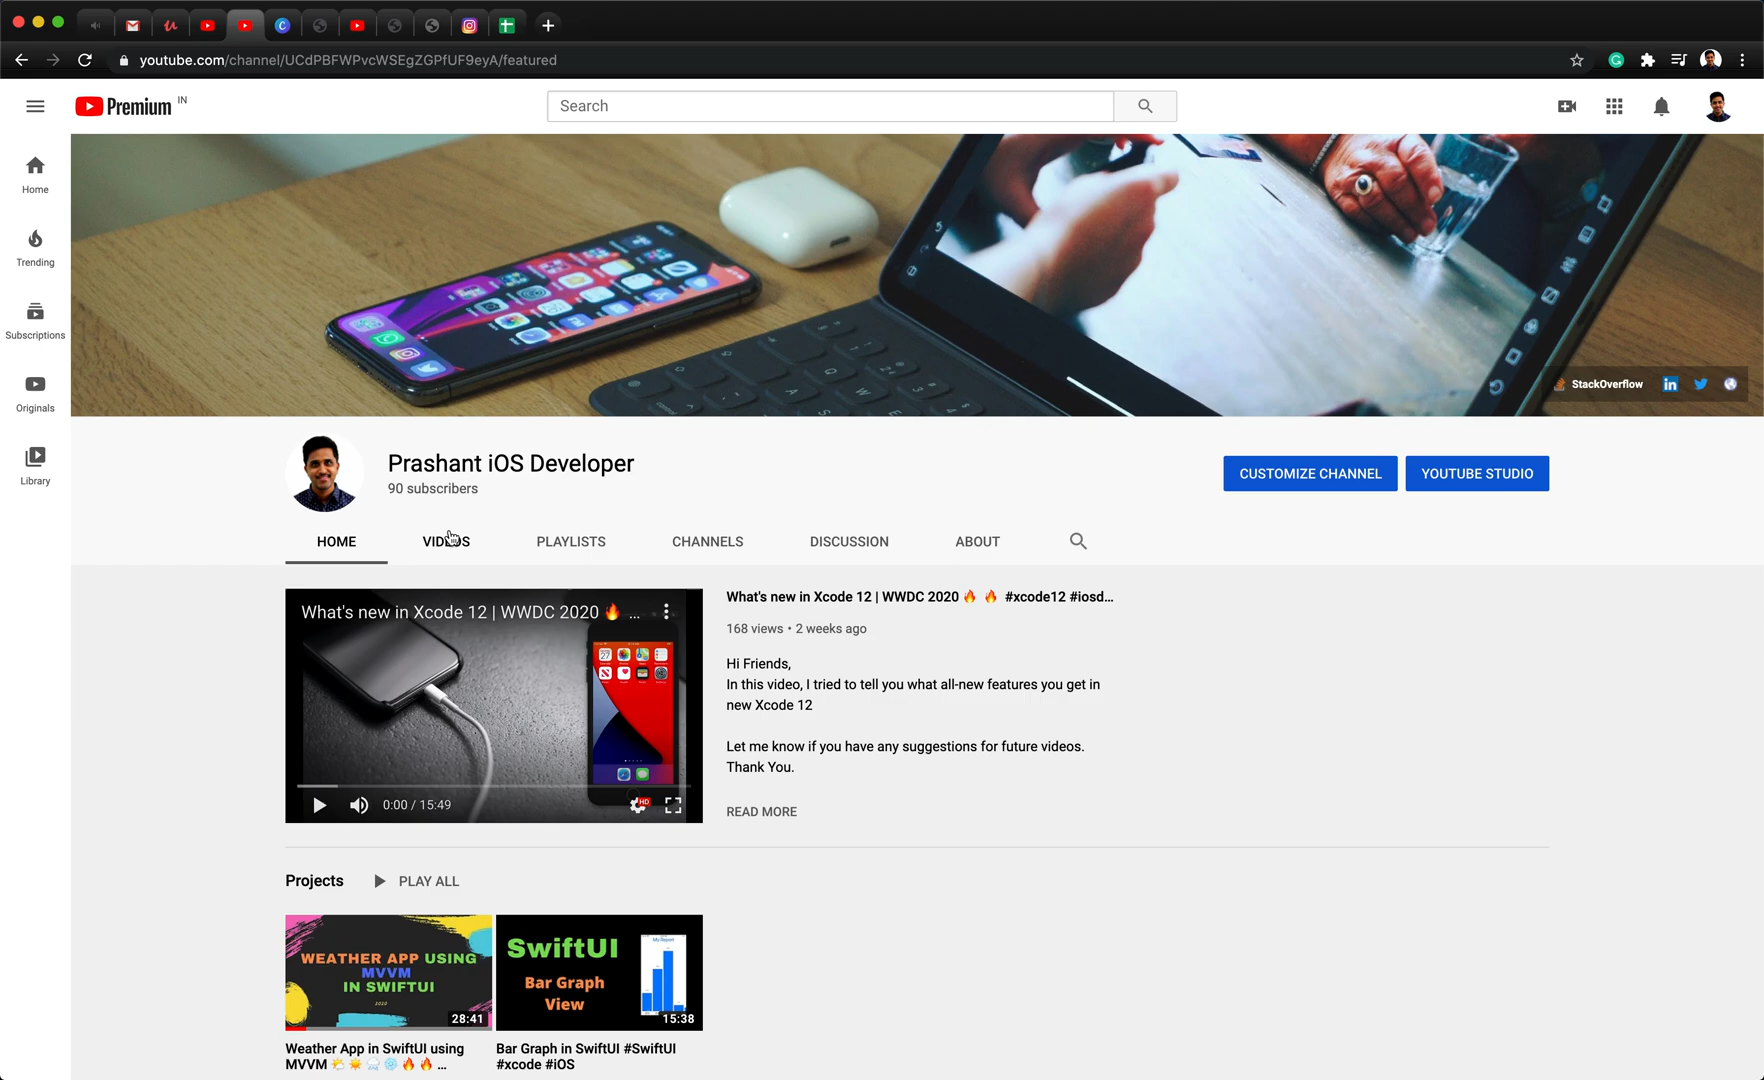 youtube.com/channel/UCdPBFWPvcWSEgZGPfUF9eyA/featured
Premium IN
Search
Home
Trending
Subscriptions
Originals
Library
StackOverflow
Prashant iOS Developer
90 subscribers
CUSTOMIZE CHANNEL
YOUTUBE STUDIO
HOME
VIDEOS
PLAYLISTS
CHANNELS
DISCUSSION
ABOUT
What's new in Xcode 12 | WWDC 2020 🔥 ...
0:00 / 15:49
HD
What's new in Xcode 12 | WWDC 2020 🔥 🔥 #xcode12 #iosd...
168 views • 2 weeks ago
Hi Friends,
In this video, I tried to tell you what all-new features you get in
new Xcode 12
Let me know if you have any suggestions for future videos.
Thank You.
READ MORE
Projects
PLAY ALL
WEATHER APP USING
MVVM
IN SWIFTUI
2020
28:41
Weather App in SwiftUI using
MVVM 🌤️ ☀️ 🌧️ ❄️ 🔥 🔥 ...
SwiftUI
Bar Graph
View
My Report
15:38
Bar Graph in SwiftUI #SwiftUI
#xcode #iOS